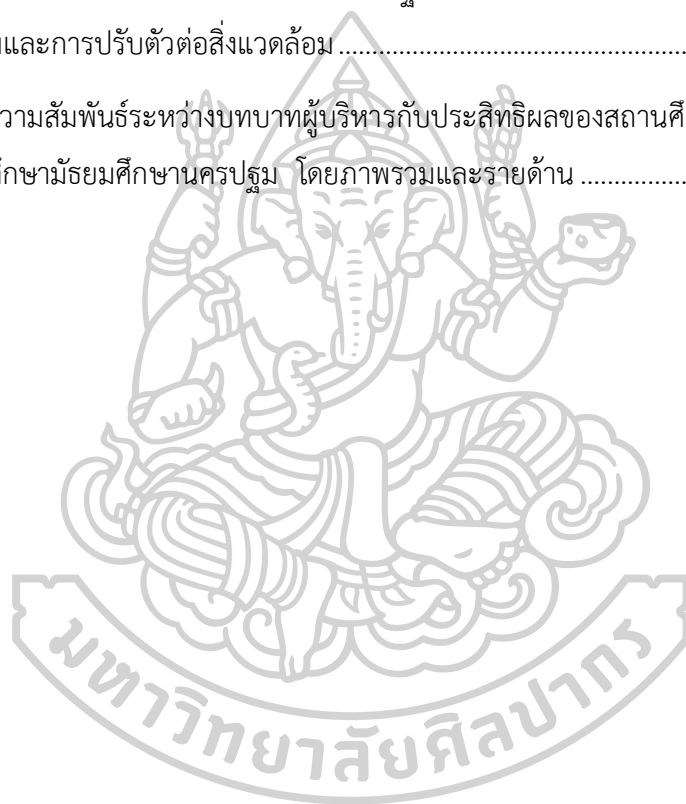 และการปรับตัวต่อสิ่งแวดล้อม
วามสัมพันธ์ระหว่างบทบาทผู้บริหารกับประสิทธิผลของสถานศึ
ศึกษามัธยมศึกษานครปฐม โดยภาพรวมและรายด้าน
มหาวิทยาลัยศิลปากร